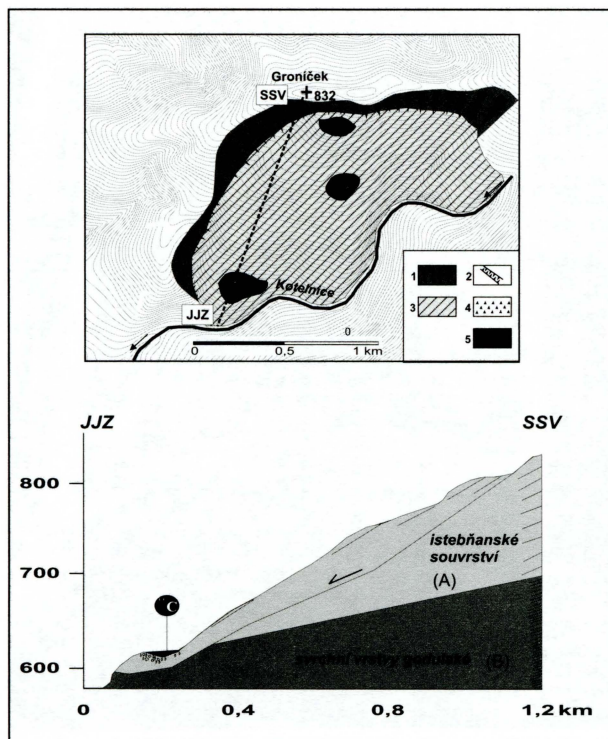 Groníček
SSV
832
Kotelnice
JJZ
0
0 0,5 1 km
1 2
3 4
5
JJZ SSV
800
700
600
istebňanské
souvrství
(A)
svrchní vrstvy godulské (B)
C
0 0,4 0,8 1,2 km